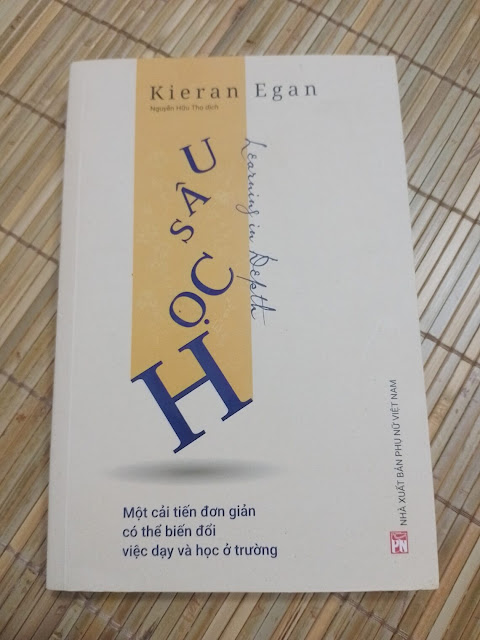 Kieran Egan
Nguyễn Hữu Thọ dịch
HỌC SÂU
Learning in Depth
Một cải tiến đơn giản
có thể biến đổi
việc dạy và học ở trường
NHÀ XUẤT BẢN PHỤ NỮ VIỆT NAM
PN